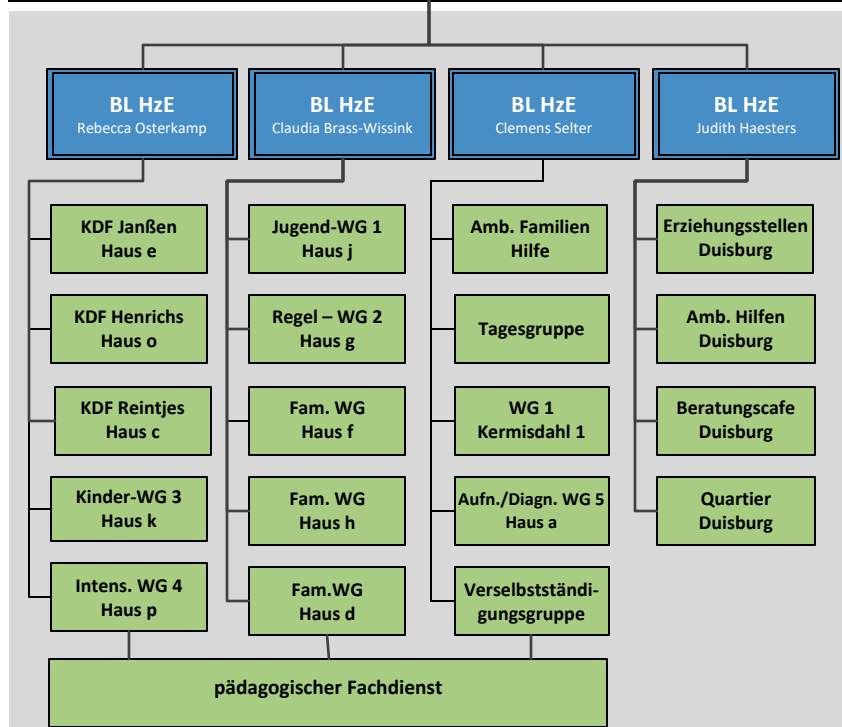 BL HzE
Rebecca Osterkamp
KDF Janßen
Haus e
KDF Henrichs
Haus o
KDF Reintjes
Haus c
Kinder-WG 3
Haus k
Intens. WG 4
Haus p
BL HzE
Claudia Brass-Wissink
Jugend-WG 1
Haus j
Regel – WG 2
Haus g
Fam. WG
Haus f
Fam. WG
Haus h
Fam.WG
Haus d
BL HzE
Clemens Selter
Amb. Familien
Hilfe
Tagesgruppe
WG 1
Kermisdahl 1
Aufn./Diagn. WG 5
Haus a
Verselbstständi-
gungsgruppe
BL HzE
Judith Haesters
Erziehungsstellen
Duisburg
Amb. Hilfen
Duisburg
Beratungscafe
Duisburg
Quartier
Duisburg
pädagogischer Fachdienst